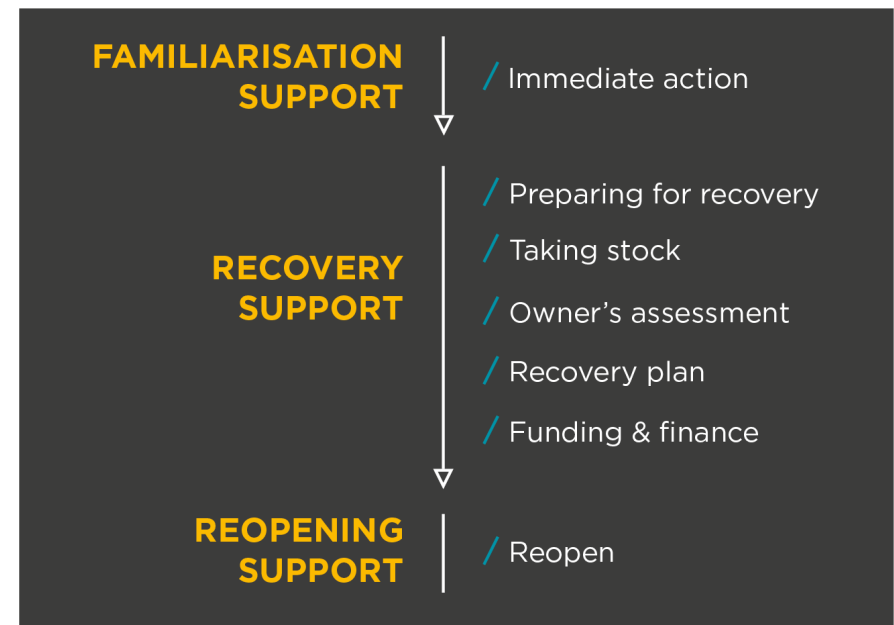 FAMILIARISATION
SUPPORT
/ Immediate action
RECOVERY
SUPPORT
/ Preparing for recovery
/ Taking stock
/ Owner’s assessment
/ Recovery plan
/ Funding & finance
REOPENING
SUPPORT
/ Reopen